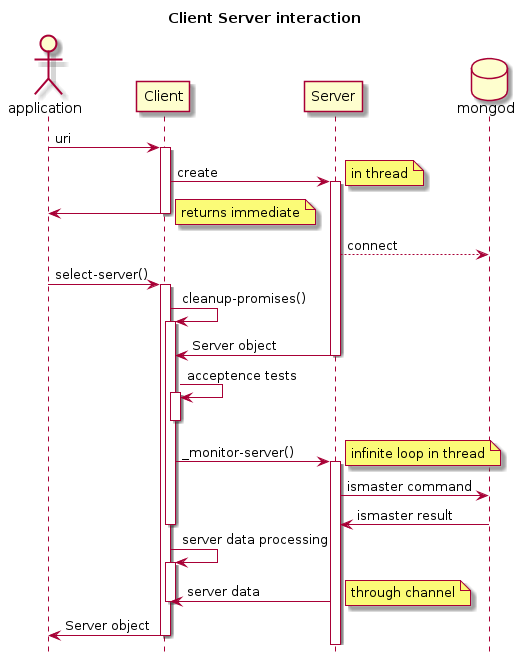 Client Server interaction
application
Client
Server
mongod
uri
create
in thread
returns immediate
connect
select-server()
cleanup-promises()
Server object
acceptence tests
_monitor-server()
infinite loop in thread
ismaster command
ismaster result
server data processing
server data
through channel
Server object